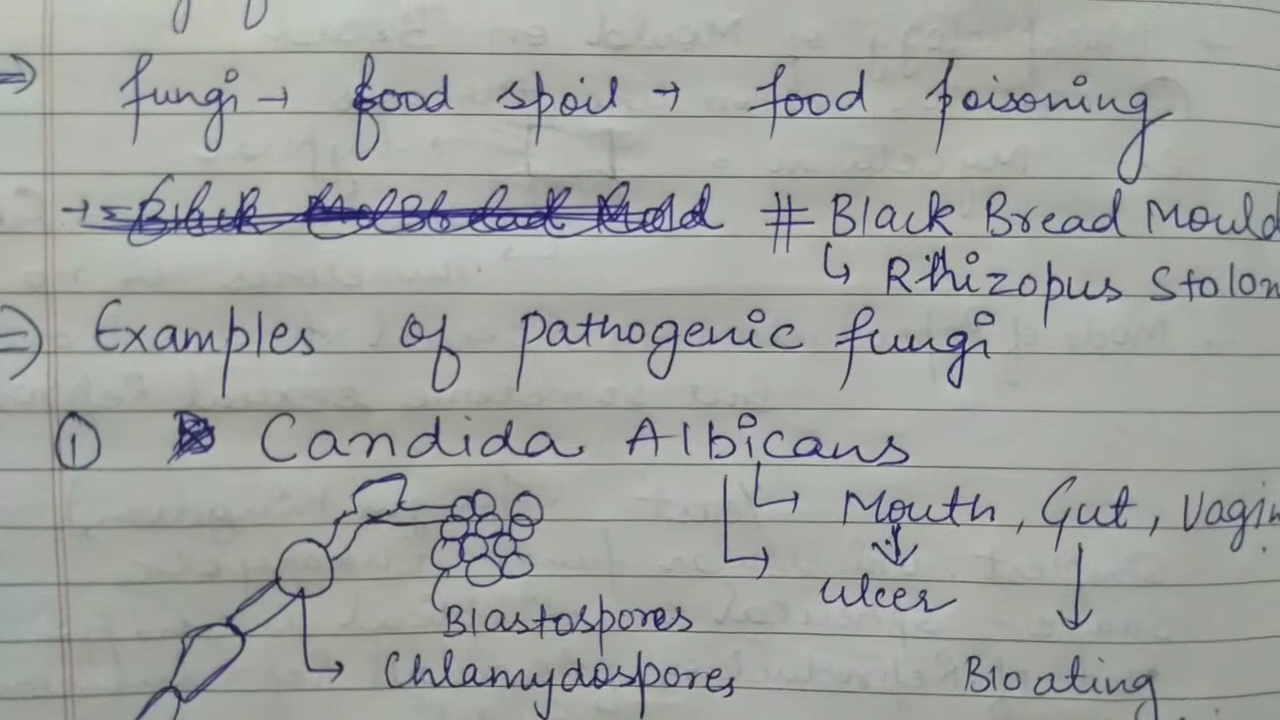 ⇒ fungi → food spoil → food poisoning
→ # Black Bread Mould
↳ Rhizopus Stolon
⇒ Examples of pathogenic fungi
① Candida Albicans
↳ Mouth, Gut, Vagin
↳ ulcer
Blastospores
Chlamydospores
Bloating